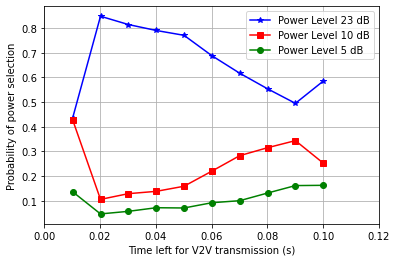 Power Level 23 dB
Power Level 10 dB
Power Level 5 dB
Probability of power selection
0.8
0.7
0.6
0.5
0.4
0.3
0.2
0.1
0.00 0.02 0.04 0.06 0.08 0.10 0.12
Time left for V2V transmission (s)